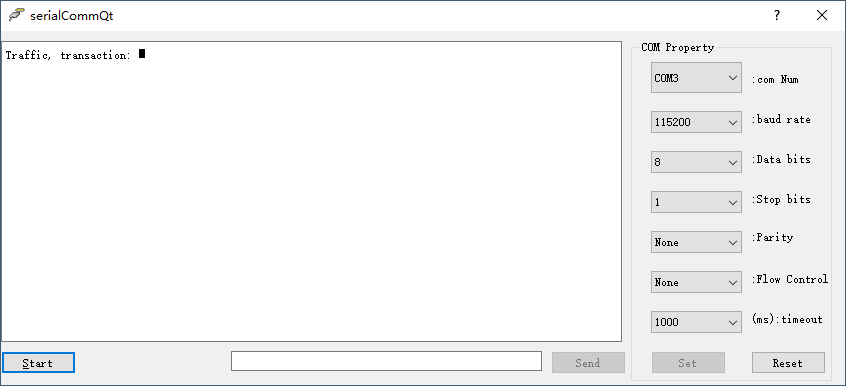 serialCommQt
Traffic, transaction:
COM Property
COM3 :com Num
115200 :baud rate
8 :Data bits
1 :Stop bits
None :Parity
None :Flow Control
1000 (ms):timeout
Start Send Set Reset